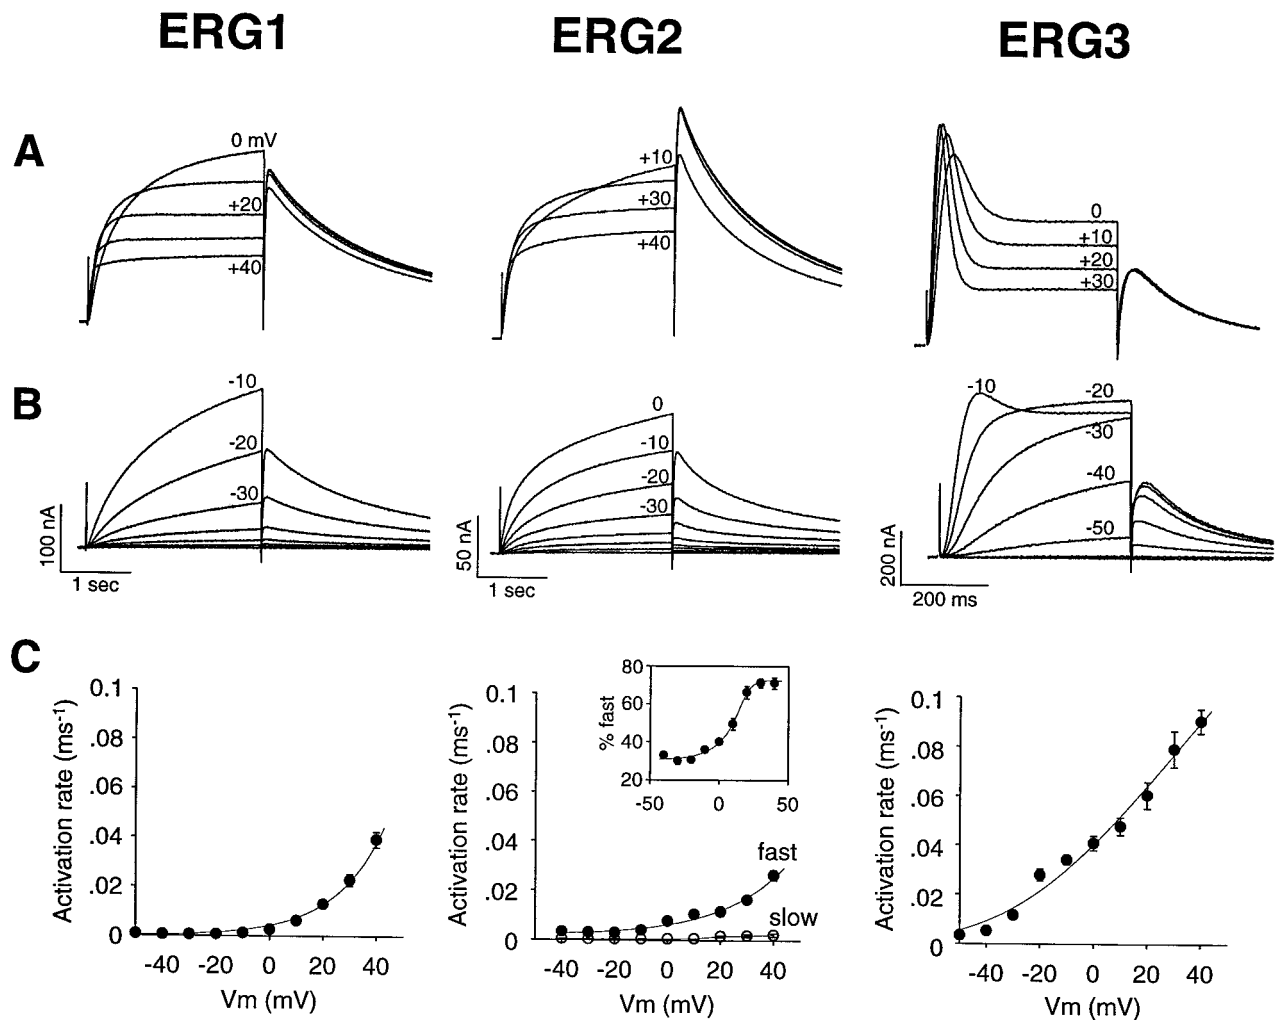 ERG1
ERG2
ERG3
A
0 mV
+20
+40
+10
+30
+40
0
+10
+20
+30
B
-10
-20
-30
100 nA
1 sec
0
-10
-20
-30
50 nA
1 sec
-10
-20
-30
-40
-50
200 nA
200 ms
C
Activation rate (ms-1)
0.1
.08
.06
.04
.02
0
-40 -20 0 20 40
Vm (mV)
Activation rate (ms-1)
0.1
.08
.06
.04
.02
0
% fast
80
60
40
20
-50 0 50
fast
slow
-40 -20 0 20 40
Vm (mV)
Activation rate (ms-1)
0.1
.08
.06
.04
.02
0
-40 -20 0 20 40
Vm (mV)